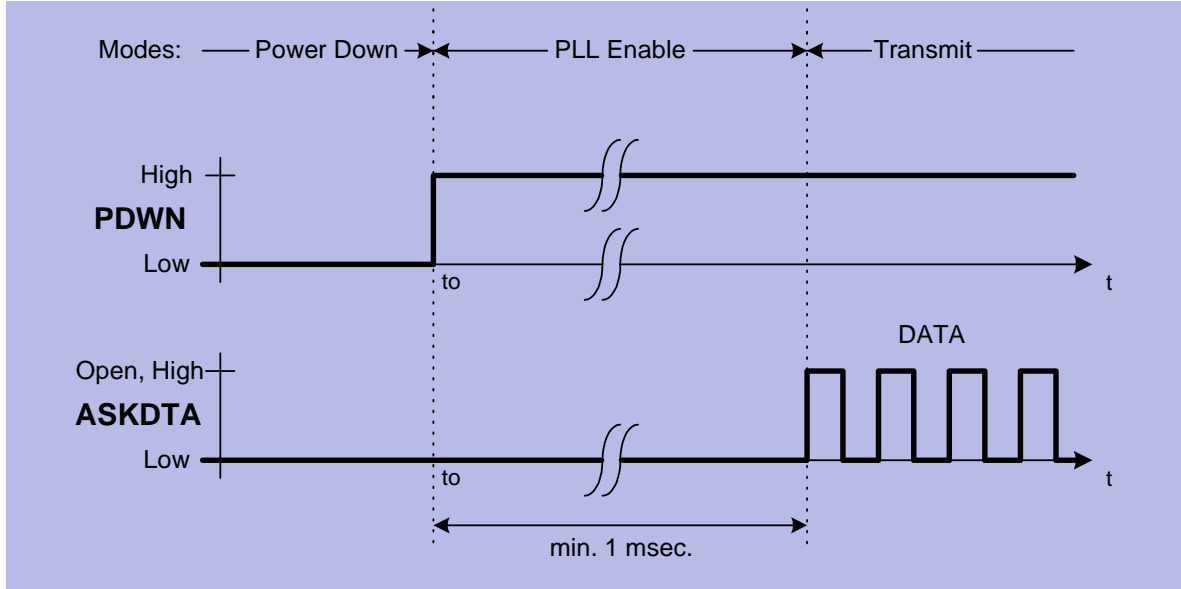 Modes: Power Down PLL Enable Transmit
High
PDWN
Low
to
t
DATA
Open, High
ASKDTA
Low
to
t
min. 1 msec.